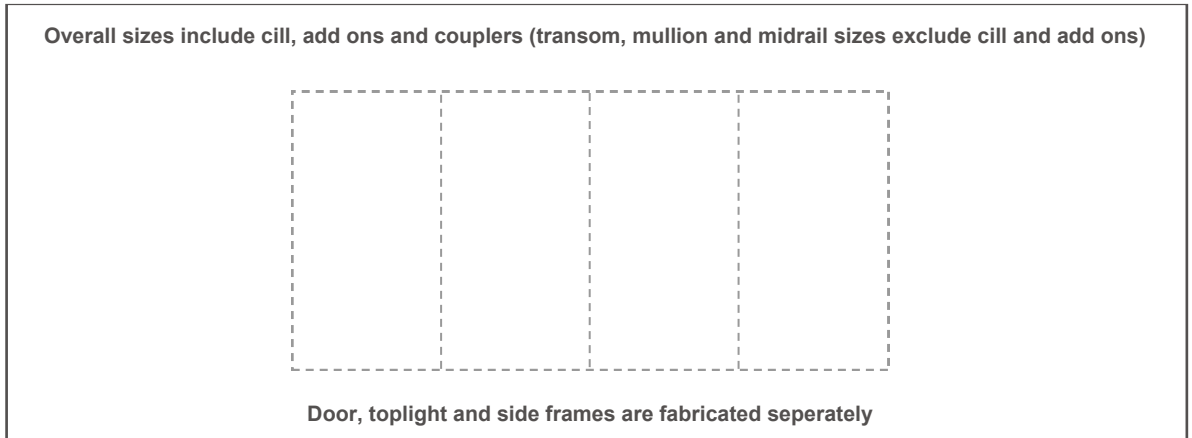 Overall sizes include cill, add ons and couplers (transom, mullion and midrail sizes exclude cill and add ons)
Door, toplight and side frames are fabricated seperately